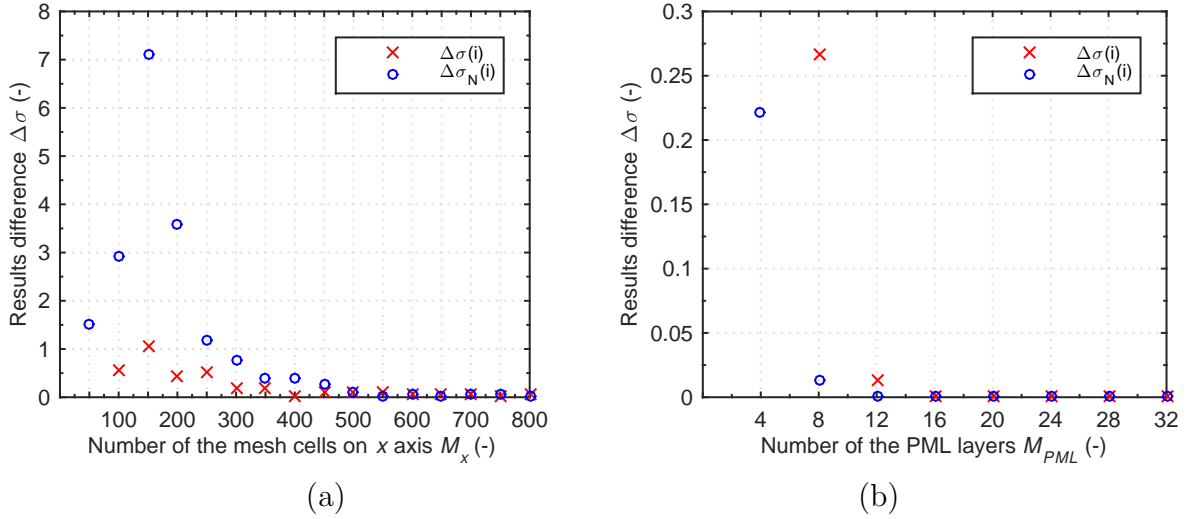 8
7
6
5
4
3
2
1
0
Results difference Δσ (-)
Δσ(i)
Δσ_N(i)
100 200 300 400 500 600 700 800
Number of the mesh cells on x axis M_x (-)
(a)
0.3
0.25
0.2
0.15
0.1
0.05
0
Results difference Δσ (-)
Δσ(i)
Δσ_N(i)
4 8 12 16 20 24 28 32
Number of the PML layers M_PML (-)
(b)